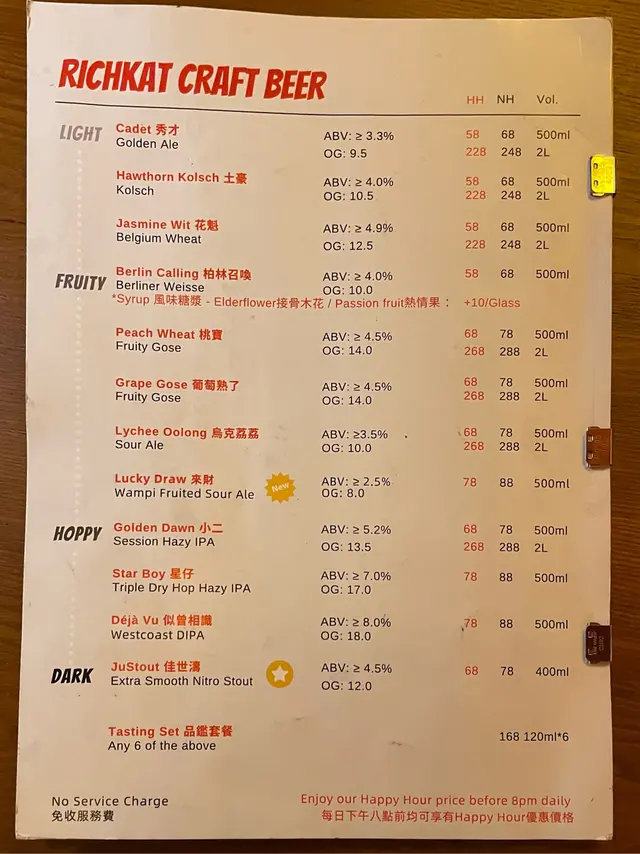 RICHKAT CRAFT BEER
HH NH Vol.
LIGHT
Cadet 秀才 ABV: ≥ 3.3% 58 68 500ml
Golden Ale OG: 9.5 228 248 2L
Hawthorn Kolsch 土豪 ABV: ≥ 4.0% 58 68 500ml
Kolsch OG: 10.5 228 248 2L
Jasmine Wit 花魁 ABV: ≥ 4.9% 58 68 500ml
Belgium Wheat OG: 12.5 228 248 2L
FRUITY
Berlin Calling 柏林召喚 ABV: ≥ 4.0% 58 68 500ml
Berliner Weisse OG: 10.0
*Syrup 風味糖漿 - Elderflower接骨木花 / Passion fruit熱情果： +10/Glass
Peach Wheat 桃寶 ABV: ≥ 4.5% 68 78 500ml
Fruity Gose OG: 14.0 268 288 2L
Grape Gose 葡萄熟了 ABV: ≥ 4.5% 68 78 500ml
Fruity Gose OG: 14.0 268 288 2L
Lychee Oolong 烏克荔荔 ABV: ≥3.5% 68 78 500ml
Sour Ale OG: 10.0 268 288 2L
Lucky Draw 來財 New ABV: ≥ 2.5% 78 88 500ml
Wampi Fruited Sour Ale OG: 8.0
HOPPY
Golden Dawn 小二 ABV: ≥ 5.2% 68 78 500ml
Session Hazy IPA OG: 13.5 268 288 2L
Star Boy 星仔 ABV: ≥ 7.0% 78 88 500ml
Triple Dry Hop Hazy IPA OG: 17.0
Déjà Vu 似曾相識 ABV: ≥ 8.0% 78 88 500ml
Westcoast DIPA OG: 18.0
DARK
JuStout 佳世濤 ABV: ≥ 4.5% 68 78 400ml
Extra Smooth Nitro Stout OG: 12.0
Tasting Set 品鑑套餐 168 120ml*6
Any 6 of the above
No Service Charge Enjoy our Happy Hour price before 8pm daily
免收服務費 每日下午八點前均可享有Happy Hour優惠價格